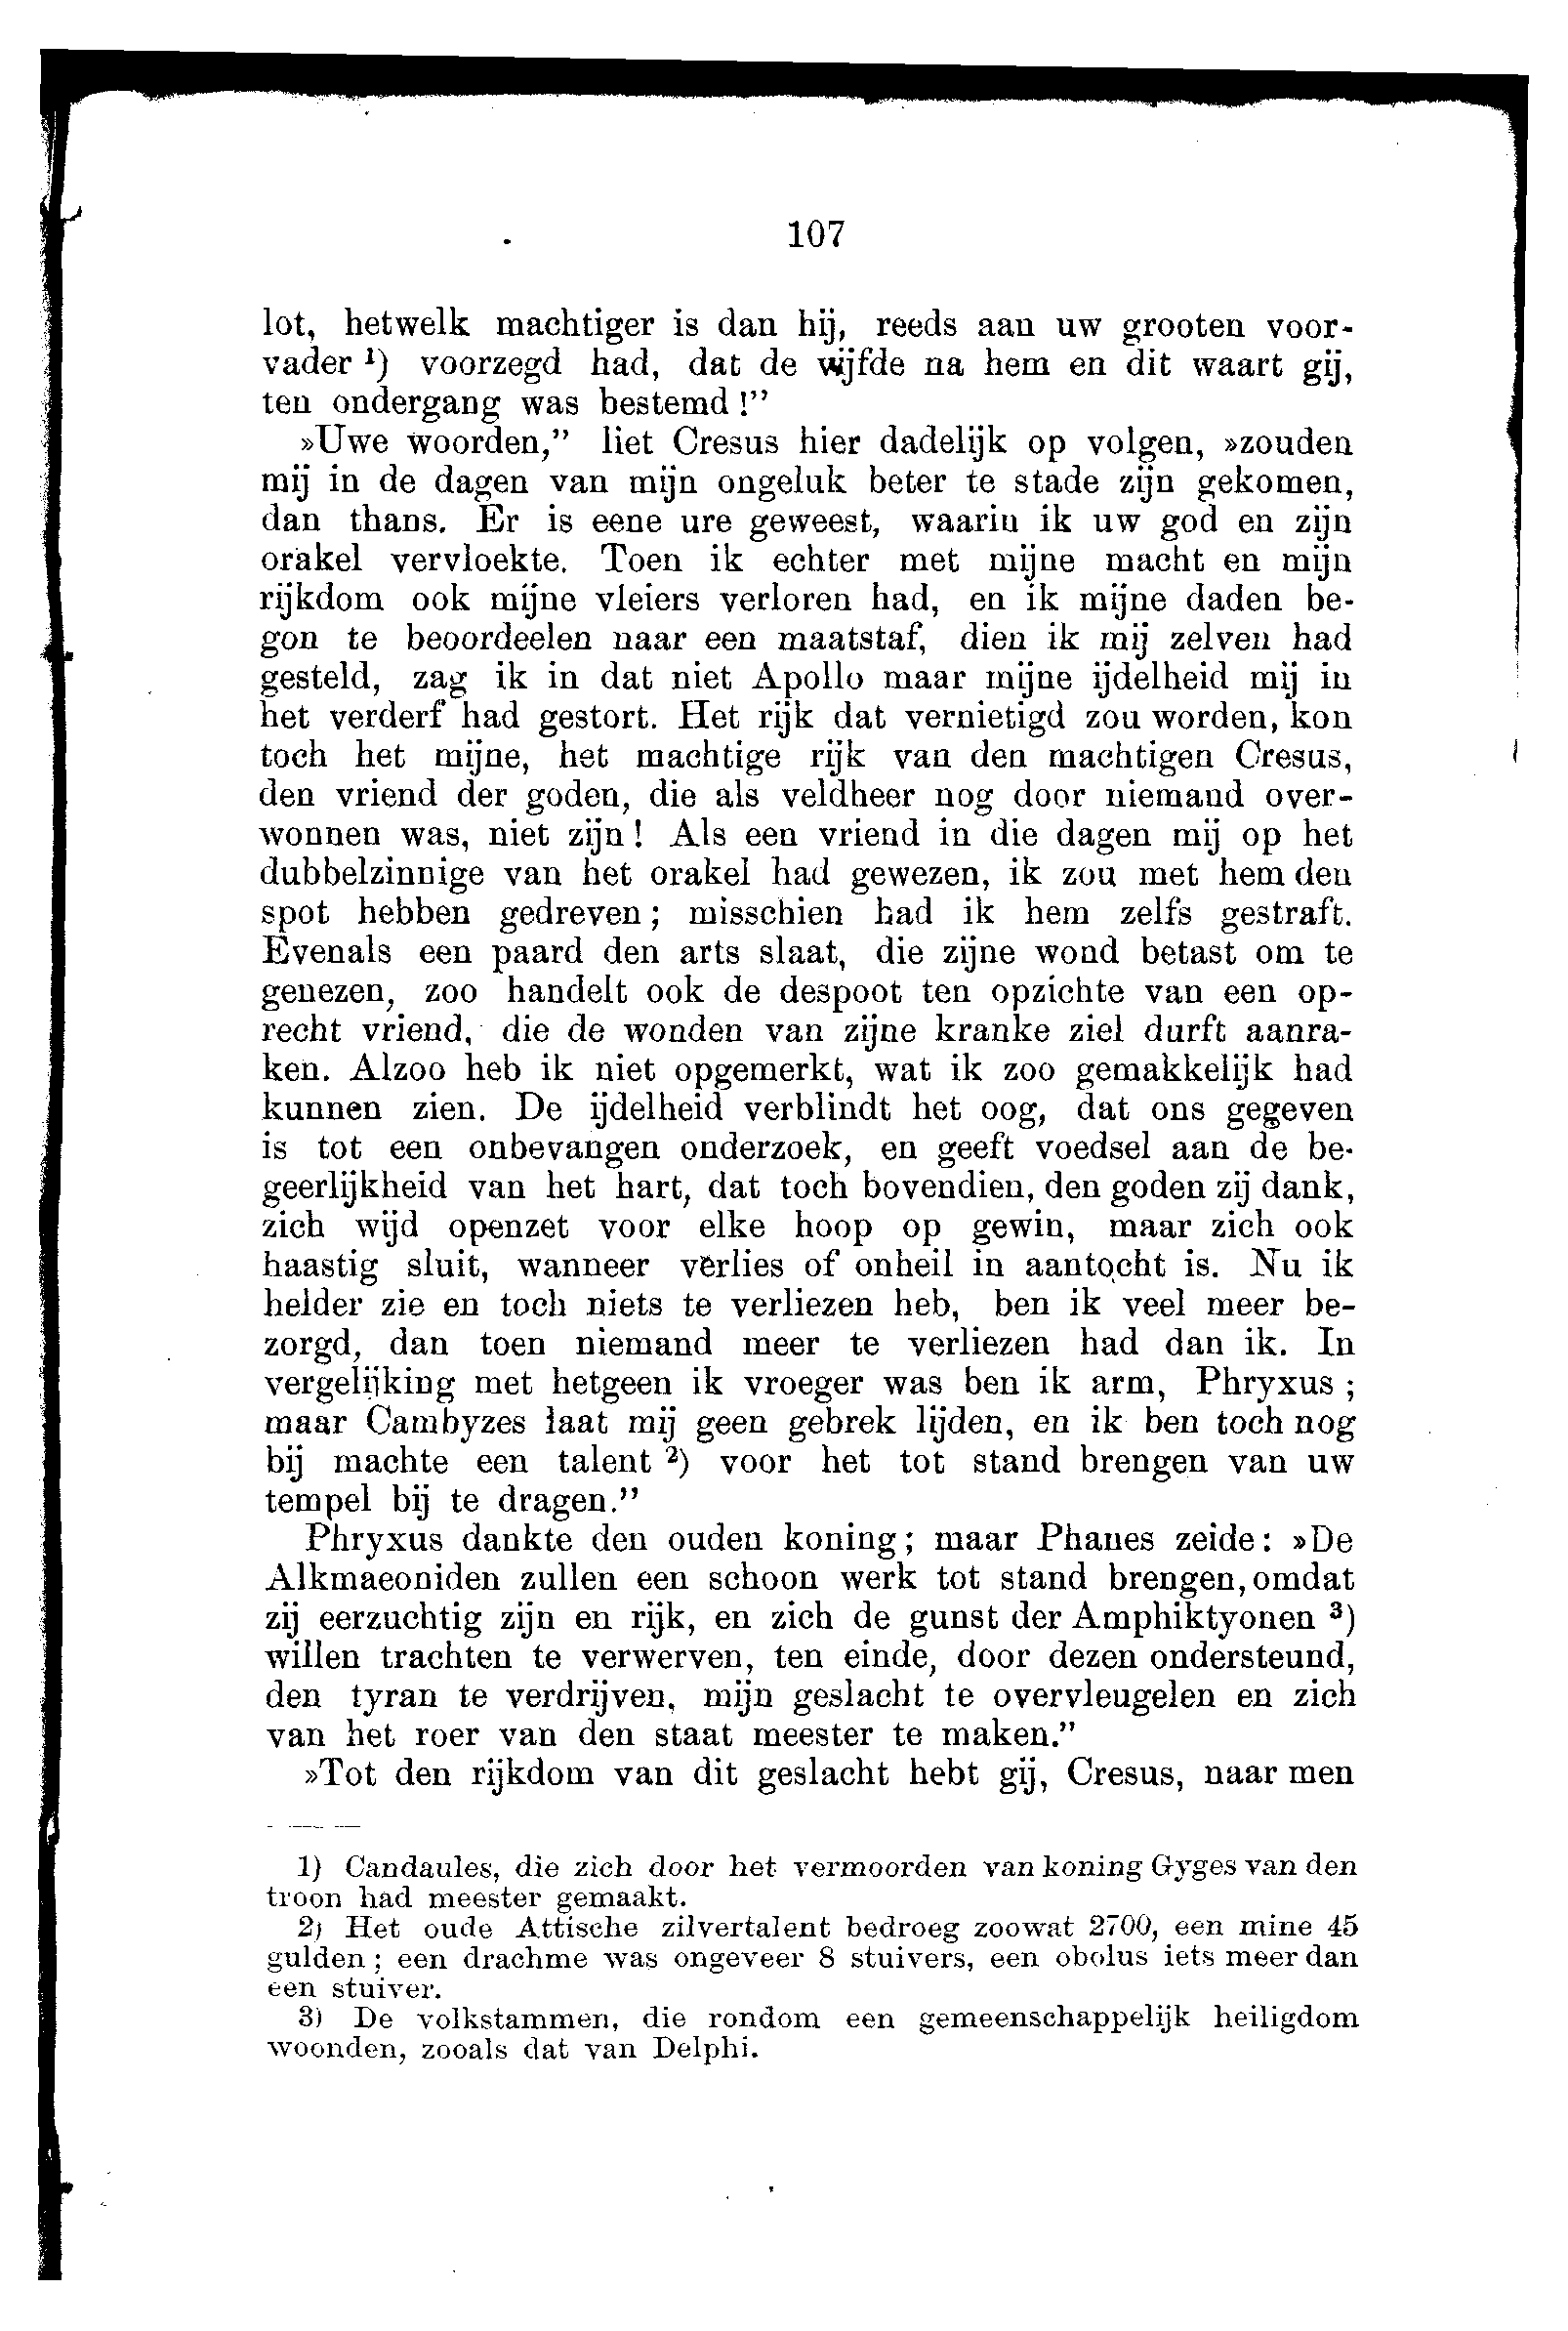 107
lot, hetwelk machtiger is dan hij, reeds aan uw grooten voor-
vader ¹) voorzegd had, dat de vijfde na hem en dit waart gij,
ten ondergang was bestemd!”
»Uwe woorden,” liet Cresus hier dadelijk op volgen, »zouden
mij in de dagen van mijn ongeluk beter te stade zijn gekomen,
dan thans. Er is eene ure geweest, waarin ik uw god en zijn
orakel vervloekte. Toen ik echter met mijne macht en mijn
rijkdom ook mijne vleiers verloren had, en ik mijne daden be-
gon te beoordeelen naar een maatstaf, dien ik mij zelven had
gesteld, zag ik in dat niet Apollo maar mijne ijdelheid mij in
het verderf had gestort. Het rijk dat vernietigd zou worden, kon
toch het mijne, het machtige rijk van den machtigen Cresus,
den vriend der goden, die als veldheer nog door niemand over-
wonnen was, niet zijn! Als een vriend in die dagen mij op het
dubbelzinnige van het orakel had gewezen, ik zou met hem den
spot hebben gedreven; misschien had ik hem zelfs gestraft.
Evenals een paard den arts slaat, die zijne wond betast om te
genezen, zoo handelt ook de despoot ten opzichte van een op-
recht vriend, die de wonden van zijne kranke ziel durft aanra-
ken. Alzoo heb ik niet opgemerkt, wat ik zoo gemakkelijk had
kunnen zien. De ijdelheid verblindt het oog, dat ons gegeven
is tot een onbevangen onderzoek, en geeft voedsel aan de be-
geerlijkheid van het hart, dat toch bovendien, den goden zij dank,
zich wijd openzet voor elke hoop op gewin, maar zich ook
haastig sluit, wanneer verlies of onheil in aantocht is. Nu ik
helder zie en toch niets te verliezen heb, ben ik veel meer be-
zorgd, dan toen niemand meer te verliezen had dan ik. In
vergelijking met hetgeen ik vroeger was ben ik arm, Phryxus;
maar Cambyzes laat mij geen gebrek lijden, en ik ben toch nog
bij machte een talent ²) voor het tot stand brengen van uw
tempel bij te dragen.”
Phryxus dankte den ouden koning; maar Phanes zeide: »De
Alkmaeoniden zullen een schoon werk tot stand brengen, omdat
zij eerzuchtig zijn en rijk, en zich de gunst der Amphiktyonen ³)
willen trachten te verwerven, ten einde, door dezen ondersteund,
den tyran te verdrijven, mijn geslacht te overvleugelen en zich
van het roer van den staat meester te maken.”
»Tot den rijkdom van dit geslacht hebt gij, Cresus, naar men
1) Candaules, die zich door het vermoorden van koning Gyges van den
troon had meester gemaakt.
2) Het oude Attische zilvertalent bedroeg zoowat 2700, een mine 45
gulden; een drachme was ongeveer 8 stuivers, een obolus iets meer dan
een stuiver.
3) De volkstammen, die rondom een gemeenschappelijk heiligdom
woonden, zooals dat van Delphi.